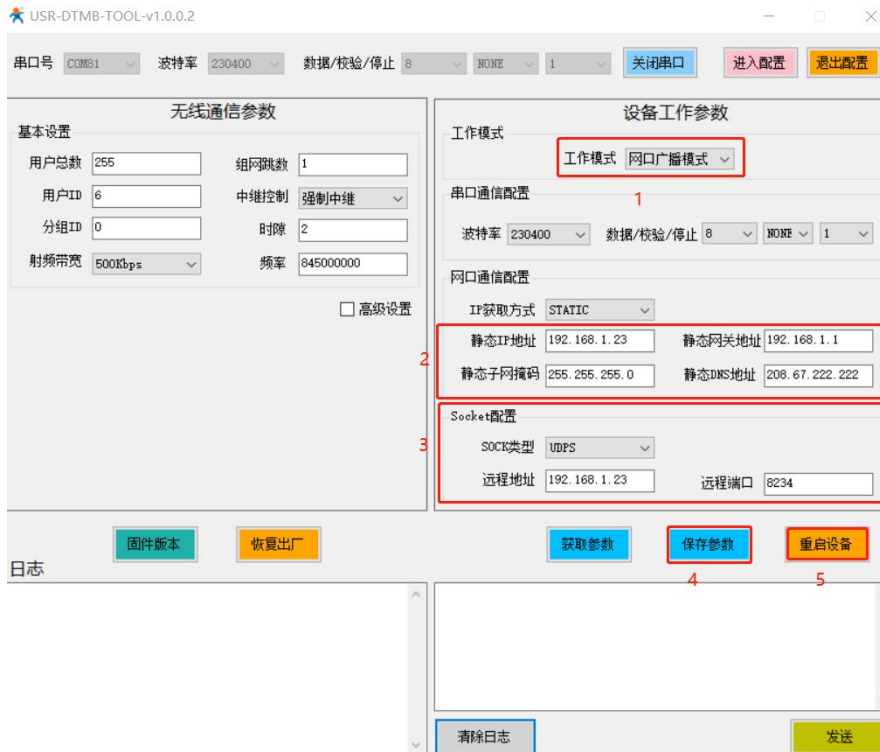 USR-DTMB-TOOL-v1.0.0.2
串口号 COM81 波特率 230400 数据/校验/停止 8 NONE 1 关闭串口 进入配置 退出配置
无线通信参数
基本设置
用户总数 255 组网跳数 1
用户ID 6 中继控制 强制中继
分组ID 0 时隙 2
射频带宽 500Kbps 频率 845000000
高级设置
设备工作参数
工作模式
工作模式 网口广播模式
1
串口通信配置
波特率 230400 数据/校验/停止 8 NONE 1
网口通信配置
IP获取方式 STATIC
静态IP地址 192.168.1.23 静态网关地址 192.168.1.1
2
静态子网掩码 255.255.255.0 静态DNS地址 208.67.222.222
Socket配置
3
SOCK类型 UDPS
远程地址 192.168.1.23 远程端口 8234
固件版本 恢复出厂 获取参数 保存参数 重启设备
4 5
日志
清除日志 发送